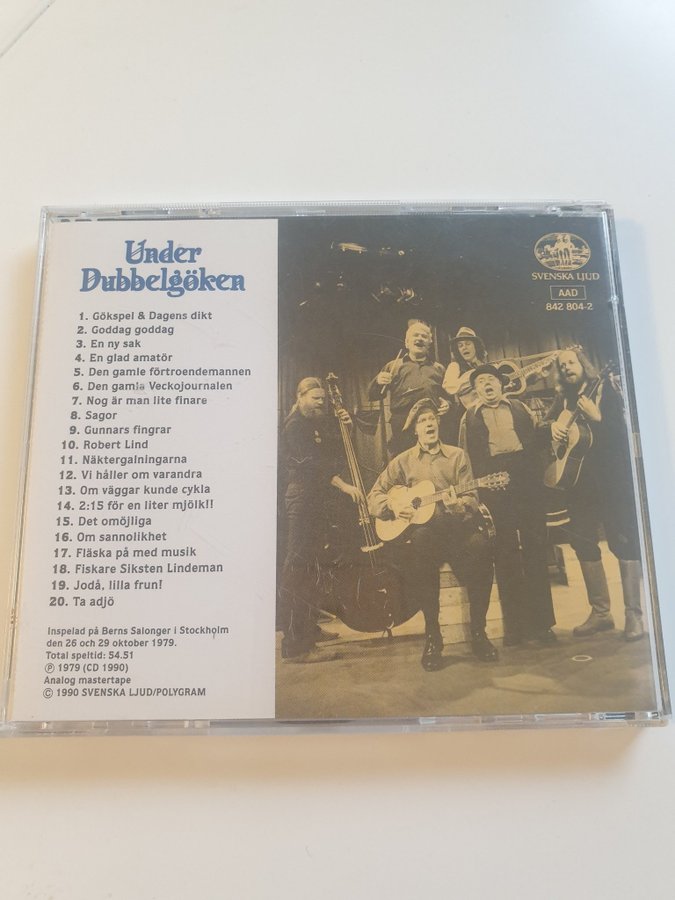 Under
Dubbelgöken
1. Gökspel & Dagens dikt
2. Goddag goddag
3. En ny sak
4. En glad amatör
5. Den gamle förtroendemannen
6. Den gamla Veckojournalen
7. Nog är man lite finare
8. Sagor
9. Gunnars fingrar
10. Robert Lind
11. Näktergalningarna
12. Vi håller om varandra
13. Om väggar kunde cykla
14. 2:15 för en liter mjölk!!
15. Det omöjliga
16. Om sannolikhet
17. Fläska på med musik
18. Fiskare Siksten Lindeman
19. Jodå, lilla frun!
20. Ta adjö
Inspelad på Berns Salonger i Stockholm
den 26 och 29 oktober 1979.
Total speltid: 54.51
℗ 1979 (CD 1990)
Analog mastertape
© 1990 SVENSKA LJUD/POLYGRAM
SVENSKA LJUD
AAD
842 804-2